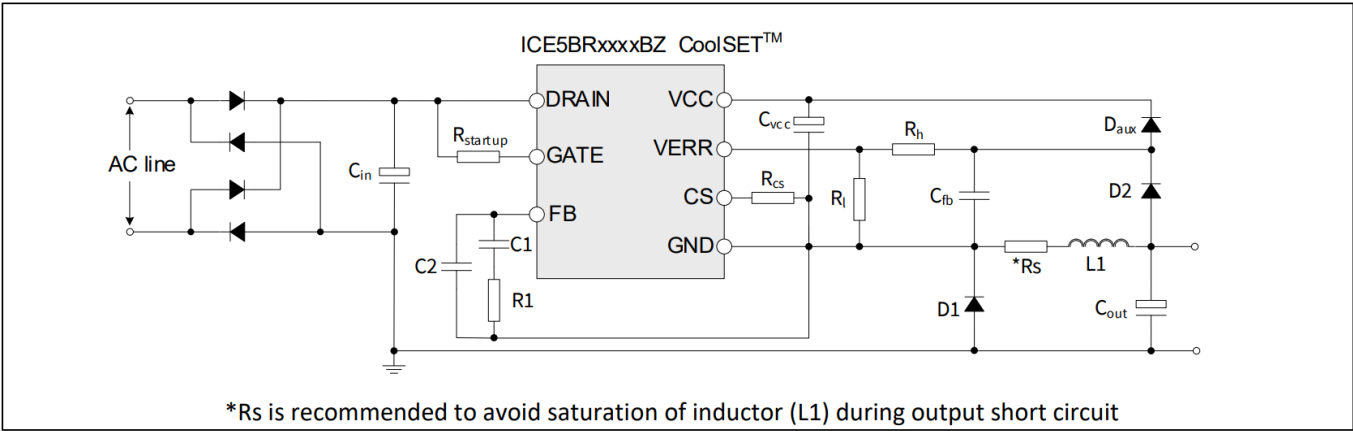 ICE5BRxxxxBZ CoolSET™
DRAIN
VCC
Cvcc
Daux
Rstartup
Rh
AC line
GATE
VERR
Cin
Rcs
CS
Rl
Cfb
D2
FB
C1
GND
C2
*Rs
L1
R1
D1
Cout
*Rs is recommended to avoid saturation of inductor (L1) during output short circuit